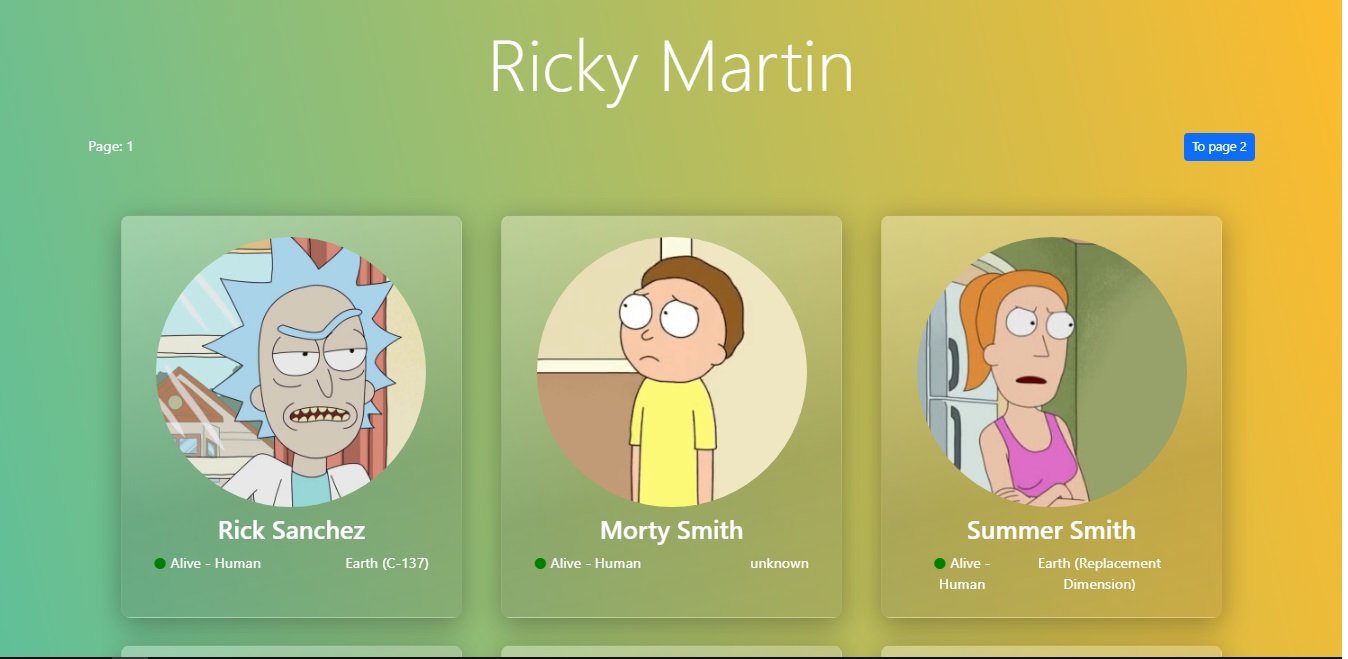 Ricky Martin
Page: 1
To page 2
Rick Sanchez
Alive - Human
Earth (C-137)
Morty Smith
Alive - Human
unknown
Summer Smith
Alive -
Human
Earth (Replacement
Dimension)